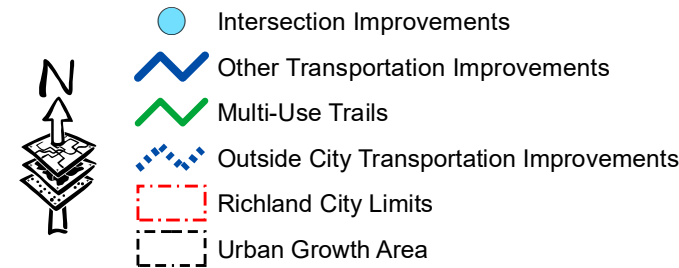 Intersection Improvements
Other Transportation Improvements
N
Multi-Use Trails
Outside City Transportation Improvements
Richland City Limits
Urban Growth Area